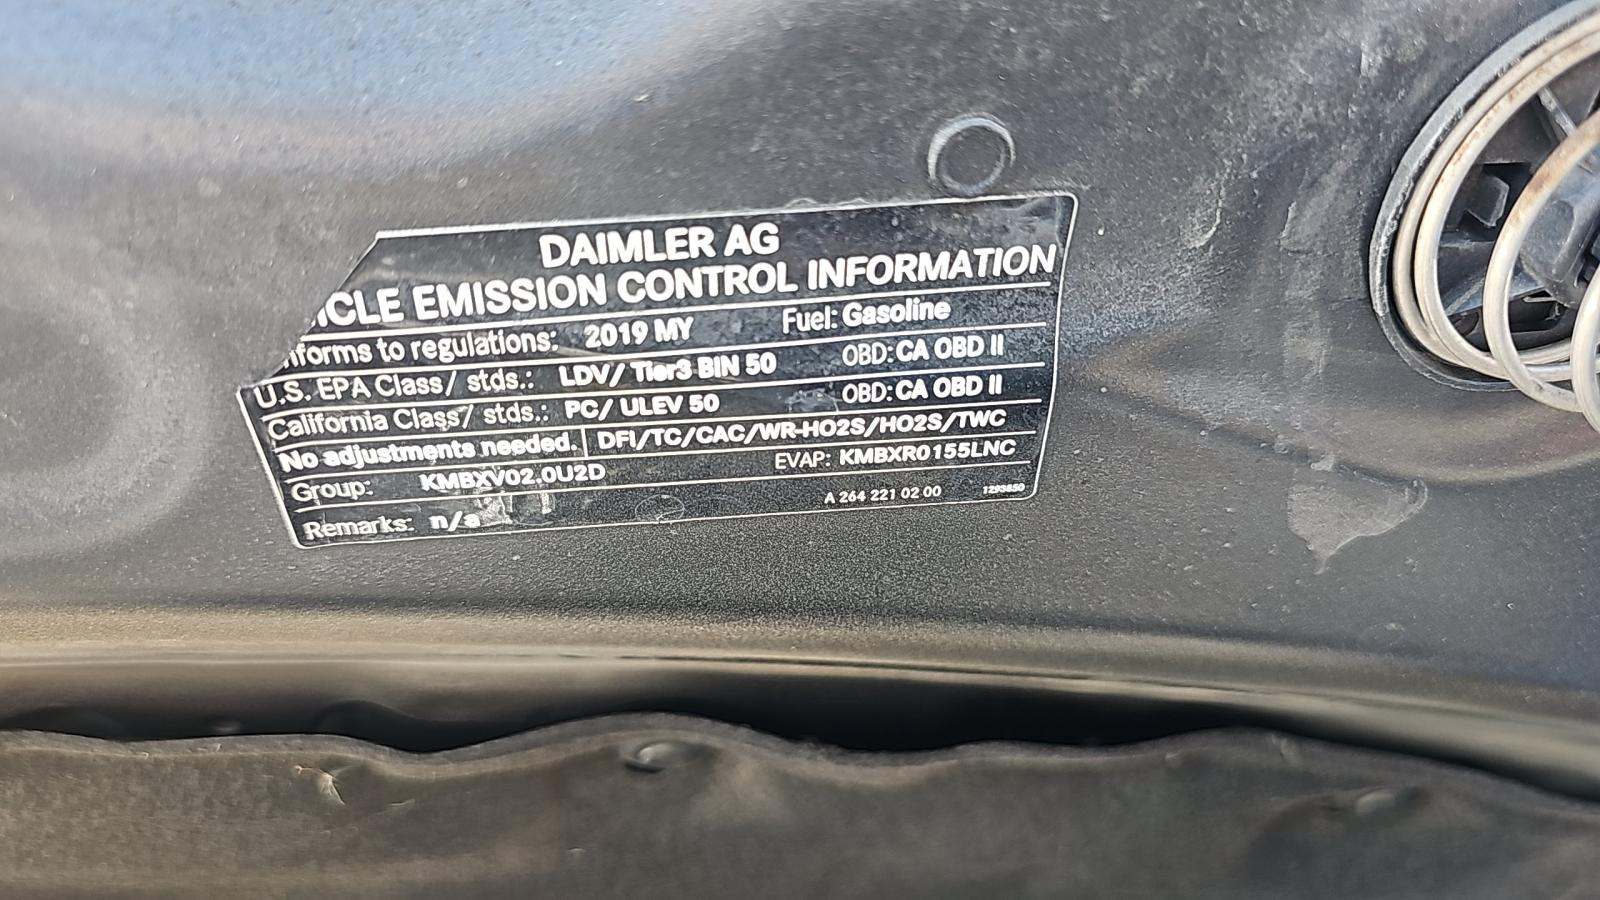 DAIMLER AG
ICLE EMISSION CONTROL INFORMATION
nforms to regulations: 2019 MY Fuel: Gasoline
U.S. EPA Class/ stds.: LDV/ Tier3 BIN 50 OBD: CA OBD II
California Class/ stds.: PC/ ULEV 50 OBD: CA OBD II
No adjustments needed. DFI/TC/CAC/WR-HO2S/HO2S/TWC
Group: KMBXV02.0U2D EVAP: KMBXR0155LNC
Remarks: n/a A 264 221 02 00